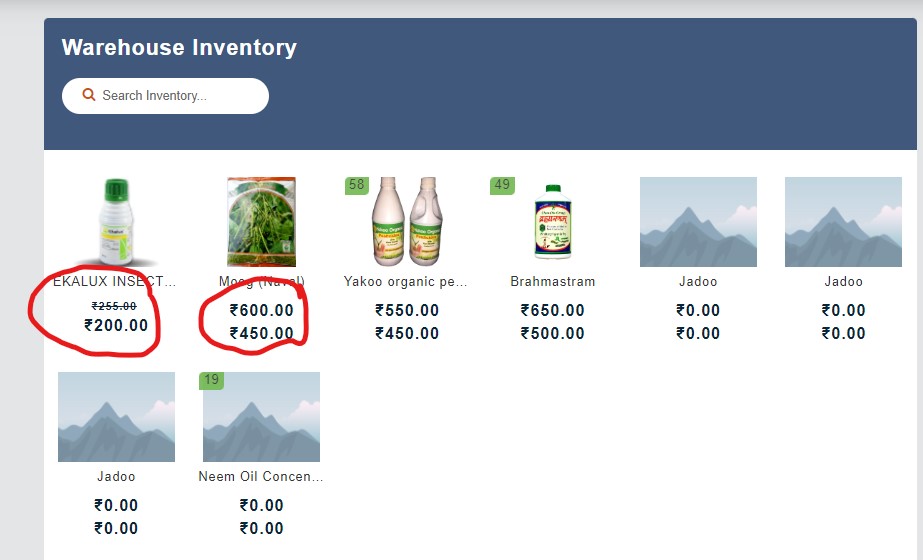 Warehouse Inventory
Search Inventory...
58
49
EKALUX INSECT...
Moog (Naval)
Yakoo organic pe...
Brahmastram
Jadoo
Jadoo
₹255.00
₹200.00
₹600.00
₹450.00
₹550.00
₹450.00
₹650.00
₹500.00
₹0.00
₹0.00
₹0.00
₹0.00
19
Jadoo
Neem Oil Concen...
₹0.00
₹0.00
₹0.00
₹0.00